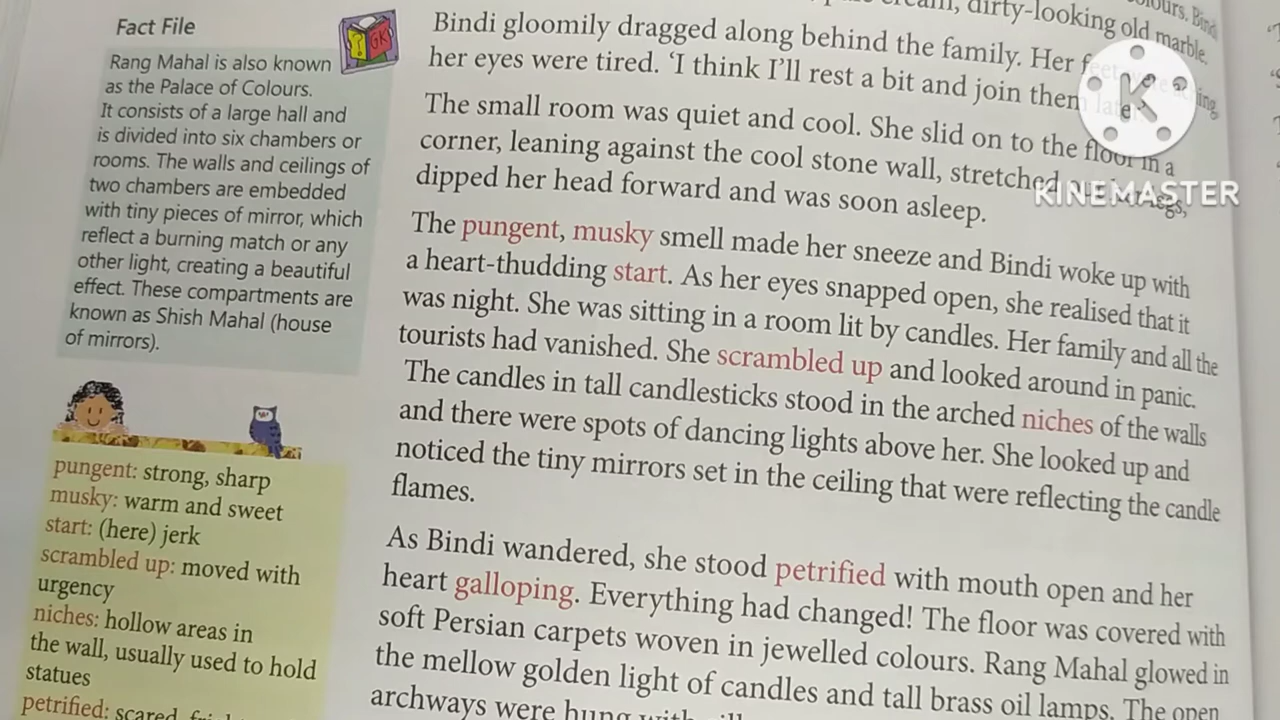 Fact File
Rang Mahal is also known
as the Palace of Colours.
It consists of a large hall and
is divided into six chambers or
rooms. The walls and ceilings of
two chambers are embedded
with tiny pieces of mirror, which
reflect a burning match or any
other light, creating a beautiful
effect. These compartments are
known as Shish Mahal (house
of mirrors).
GK
pungent: strong, sharp
musky: warm and sweet
start: (here) jerk
scrambled up: moved with
urgency
niches: hollow areas in
the wall, usually used to hold
statues
petrified: scared,
colours. Bindi
cream, dirty-looking old marble.
Bindi gloomily dragged along behind the family. Her feet were aching,
her eyes were tired. ‘I think I’ll rest a bit and join them later.’
The small room was quiet and cool. She slid on to the floor in a
corner, leaning against the cool stone wall, stretched legs,
dipped her head forward and was soon asleep.
The pungent, musky smell made her sneeze and Bindi woke up with
a heart-thudding start. As her eyes snapped open, she realised that it
was night. She was sitting in a room lit by candles. Her family and all the
tourists had vanished. She scrambled up and looked around in panic.
The candles in tall candlesticks stood in the arched niches of the walls
and there were spots of dancing lights above her. She looked up and
noticed the tiny mirrors set in the ceiling that were reflecting the candle
flames.
As Bindi wandered, she stood petrified with mouth open and her
heart galloping. Everything had changed! The floor was covered with
soft Persian carpets woven in jewelled colours. Rang Mahal glowed in
the mellow golden light of candles and tall brass oil lamps. The open
archways were hung with
K
KINEMASTER